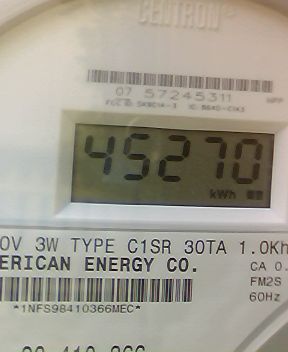 CENTRON®
07 57245311
45270
kWh
0V 3W TYPE C1SR 30TA 1.0Kh
ERICAN ENERGY CO.
CA 0.
FM2S
60Hz
*1NFS98410366MEC*